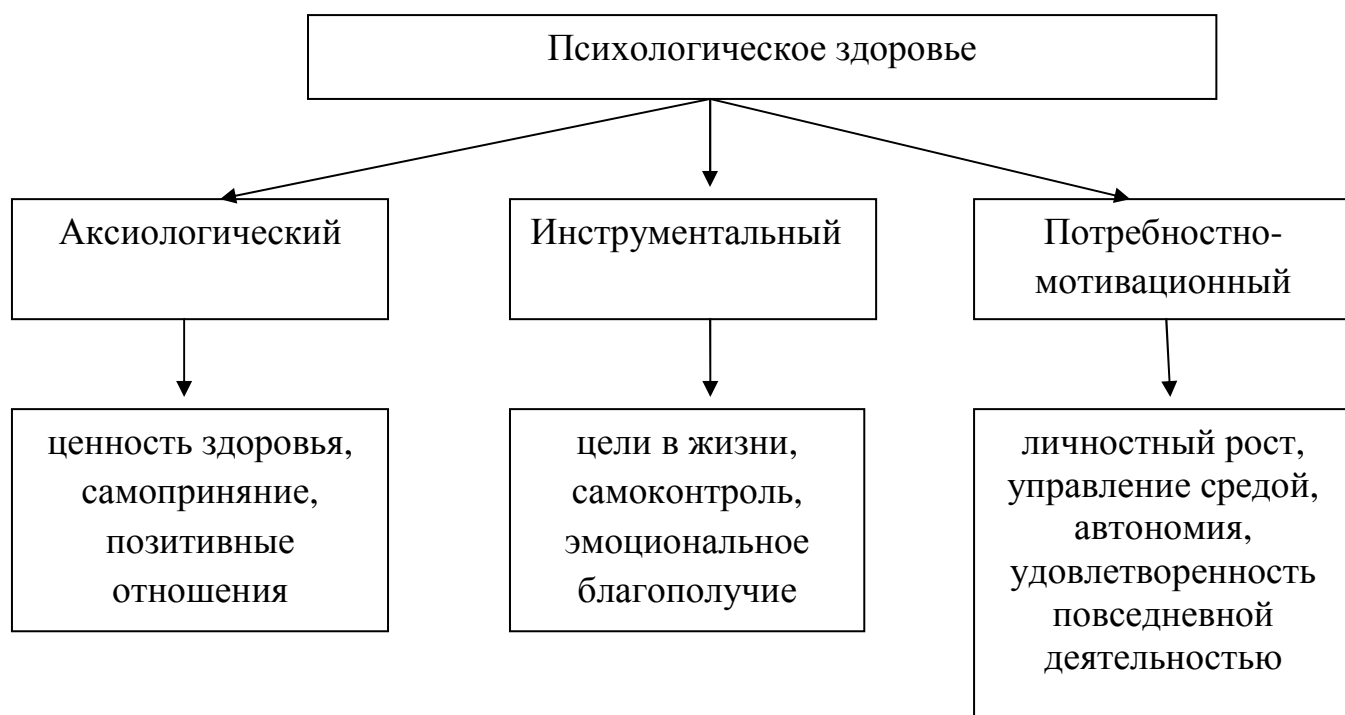 Психологическое здоровье
Аксиологический
Инструментальный
Потребностно-
мотивационный
ценность здоровья,
самоприняние,
позитивные
отношения
цели в жизни,
самоконтроль,
эмоциональное
благополучие
личностный рост,
управление средой,
автономия,
удовлетворенность
повседневной
деятельностью